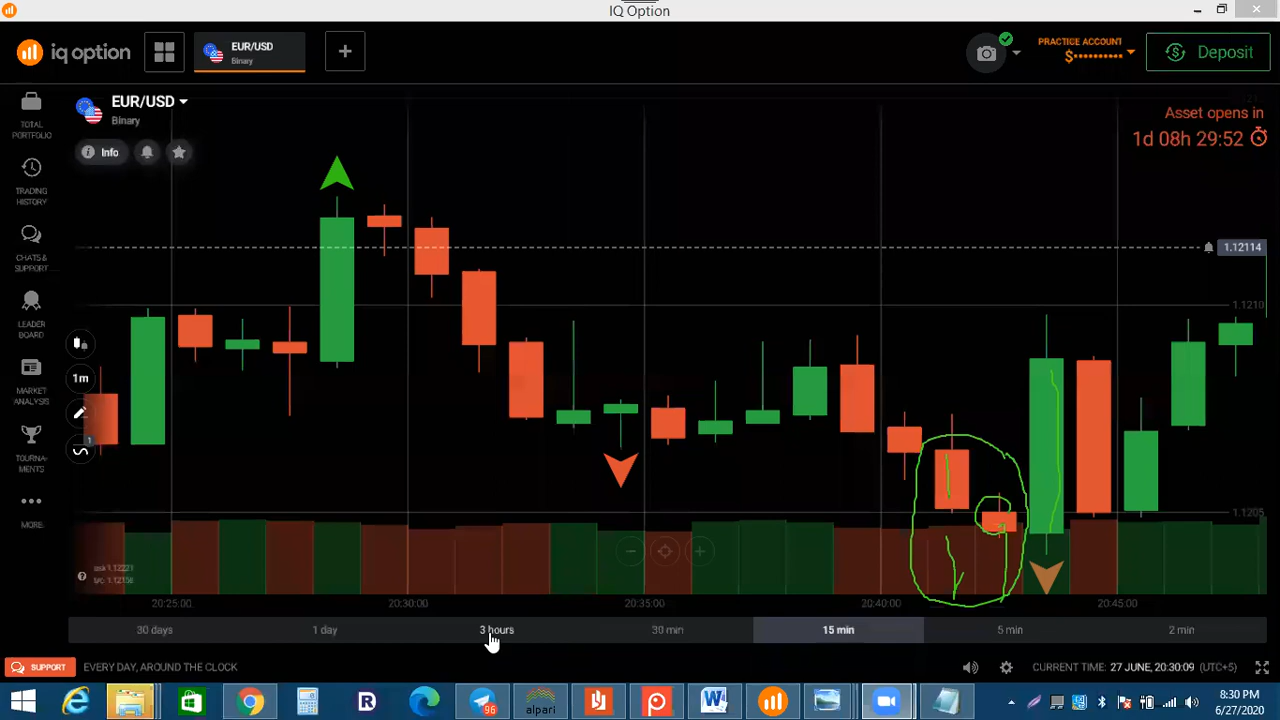 IQ Option
iq option
EUR/USD
Binary
+
PRACTICE ACCOUNT
$**********
Deposit
TOTAL
PORTFOLIO
TRADING
HISTORY
CHATS &
SUPPORT
LEADER
BOARD
MARKET
ANALYSIS
TOURNA-
MENTS
MORE
EUR/USD
Binary
Info
Asset opens in
1d 08h 29:52
1.12114
1.1210
1.1205
1m
1
20:25:00
20:30:00
20:35:00
20:40:00
20:45:00
30 days
1 day
3 hours
30 min
15 min
5 min
2 min
SUPPORT
EVERY DAY, AROUND THE CLOCK
CURRENT TIME: 27 JUNE, 20:30:09 (UTC+5)
96
alpari
8:30 PM
6/27/2020